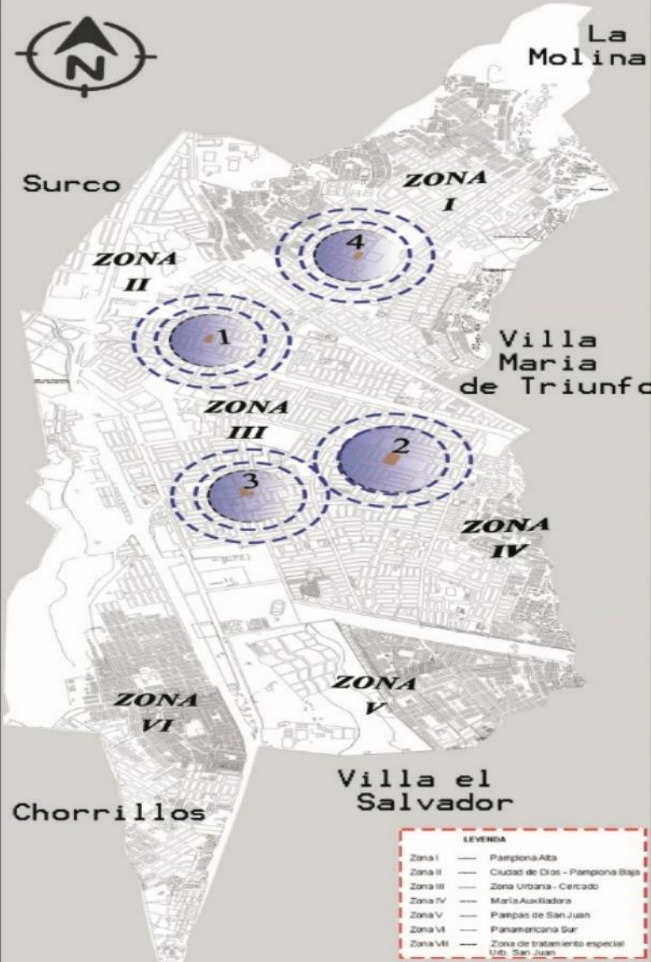 N
La
Molina
Surco
ZONA
I
4
ZONA
II
1
Villa
Maria
de Triunfo
ZONA
III
2
3
ZONA
IV
ZONA
V
ZONA
VI
Villa el
Salvador
Chorrillos
LEYENDA
Zona I Pamplona Alta
Zona II Ciudad de Dios - Pamplona Baja
Zona III Zona Urbana - Cercado
Zona IV María Auxiliadora
Zona V Pampas de San Juan
Zona VI Panamericana Sur
Zona VII Zona de tratamiento especial
Urb. San Juan